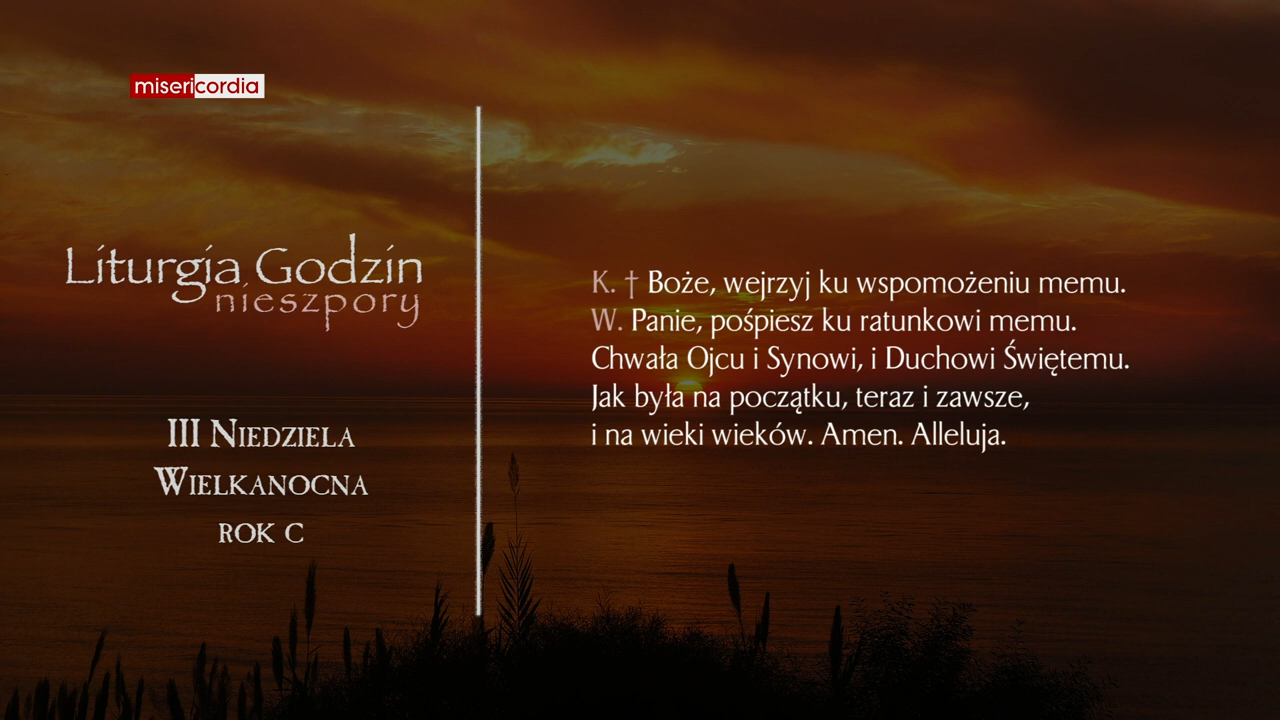 misericordia
Liturgia Godzin
nieszpory
III Niedziela
Wielkanocna
rok C
K. † Boże, wejrzyj ku wspomożeniu memu.
W. Panie, pośpiesz ku ratunkowi memu.
Chwała Ojcu i Synowi, i Duchowi Świętemu.
Jak była na początku, teraz i zawsze,
i na wieki wieków. Amen. Alleluja.